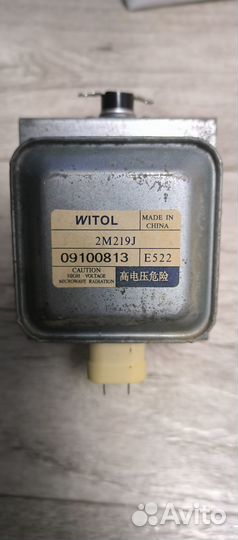 WITOL
MADE IN
CHINA
2M219J
09100813
E522
CAUTION
HIGH VOLTAGE
MICROWAVE RADIATION
高电压危险
Avito